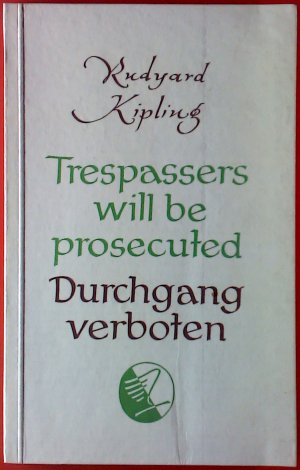 Rudyard
Kipling
Trespassers
will be
prosecuted
Durchgang
verboten